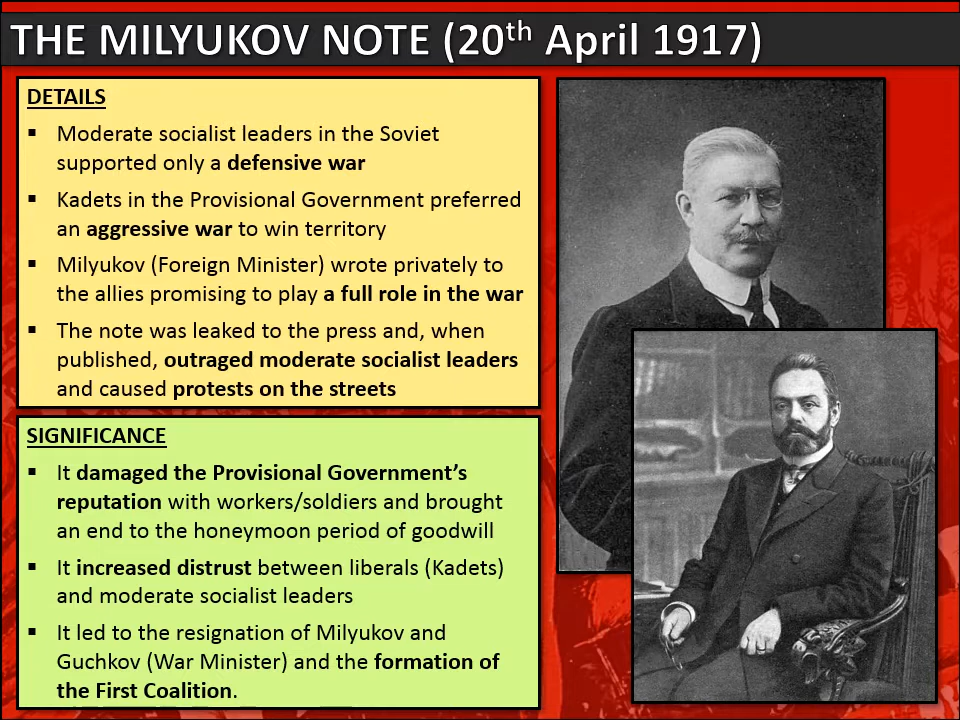 THE MILYUKOV NOTE (20th April 1917)
DETAILS
▪ Moderate socialist leaders in the Soviet
supported only a defensive war
▪ Kadets in the Provisional Government preferred
an aggressive war to win territory
▪ Milyukov (Foreign Minister) wrote privately to
the allies promising to play a full role in the war
▪ The note was leaked to the press and, when
published, outraged moderate socialist leaders
and caused protests on the streets
SIGNIFICANCE
▪ It damaged the Provisional Government’s
reputation with workers/soldiers and brought
an end to the honeymoon period of goodwill
▪ It increased distrust between liberals (Kadets)
and moderate socialist leaders
▪ It led to the resignation of Milyukov and
Guchkov (War Minister) and the formation of
the First Coalition.